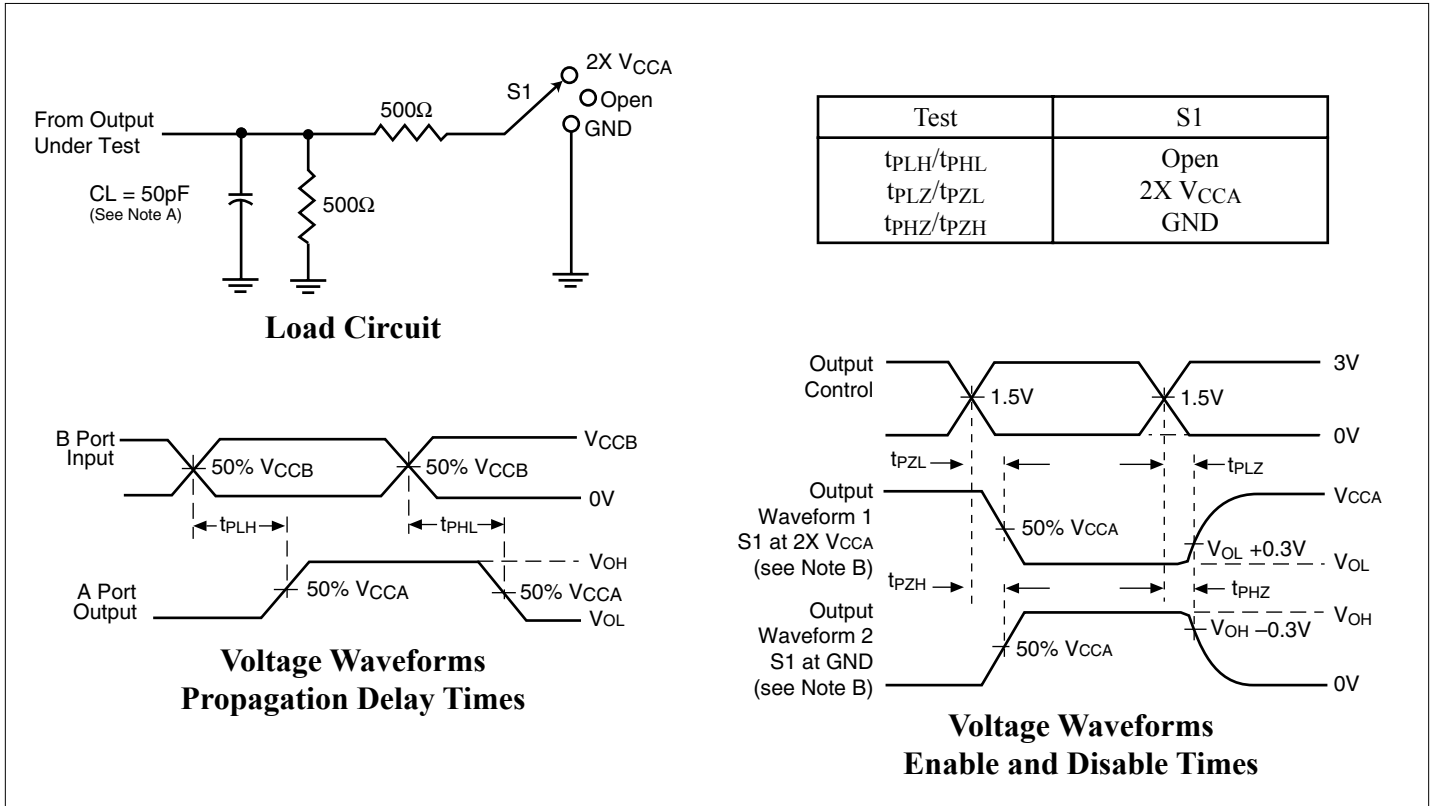 2X VCCA
S1
Open
500Ω
GND
From Output
Under Test
CL = 50pF
(See Note A)
500Ω
Load Circuit
Test S1
tPLH/tPHL Open
tPLZ/tPZL 2X VCCA
tPHZ/tPZH GND
B Port
Input
VCCB
50% VCCB
50% VCCB
0V
tPLH
tPHL
VOH
A Port
Output
50% VCCA
50%
VCCA
VOL
Voltage Waveforms
Propagation Delay Times
Output
Control
3V
1.5V
1.5V
0V
tPZL
tPLZ
Output
Waveform 1
S1 at 2X VCCA
(see Note B)
VCCA
50% VCCA
VOL +0.3V
VOL
tPZH
tPHZ
Output
Waveform 2
S1 at GND
(see Note B)
VOH
VOH –0.3V
50% VCCA
0V
Voltage Waveforms
Enable and Disable Times